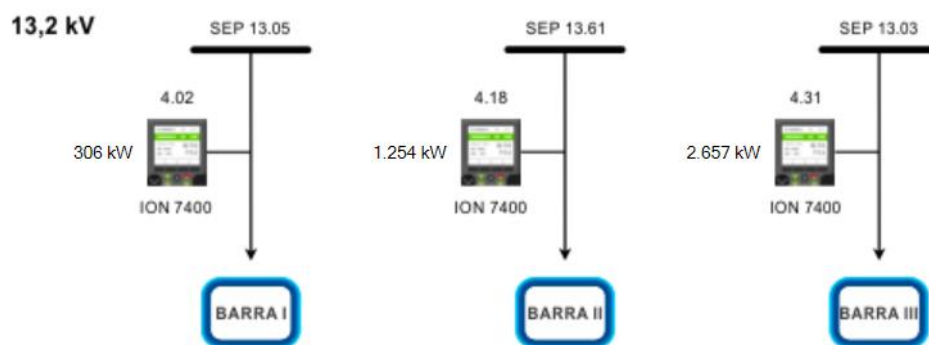 13,2 kV
SEP 13.05
SEP 13.61
SEP 13.03
4.02
4.18
4.31
306 kW
1.254 kW
2.657 kW
ION 7400
ION 7400
ION 7400
BARRA I
BARRA II
BARRA III